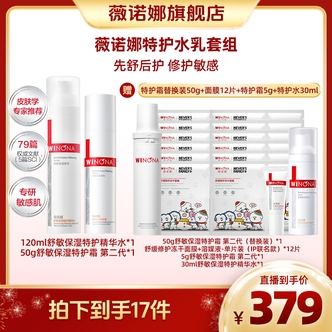 薇诺娜旗舰店
薇诺娜特护水乳套组
先舒后护 修护敏感
赠 特护霜替换装50g+面膜12片+特护霜5g+特护水30ml
皮肤学
专家推荐
79篇
权威文献
(5篇SCI)
专研
敏感肌
WINONA
WINONA
WINONA
WINONA
120ml舒敏保湿特护精华水*1
50g舒敏保湿特护霜 第二代*1
50g舒敏保湿特护霜 第二代(替换装)*1
舒缓修护冻干面膜+溶媒液-单片装(IP联名款)*12片
5g舒敏保湿特护霜 第二代*1
30ml舒敏保湿特护精华水*1
拍下到手17件
直播到手价
¥379